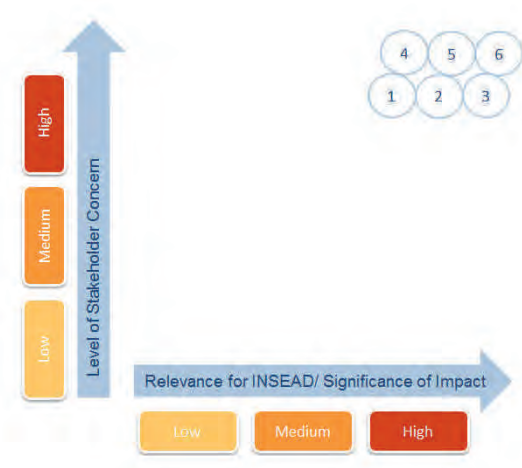 4 5 6
1 2 3
High
Medium
Low
Level of Stakeholder Concern
Relevance for INSEAD/ Significance of Impact
Low Medium High